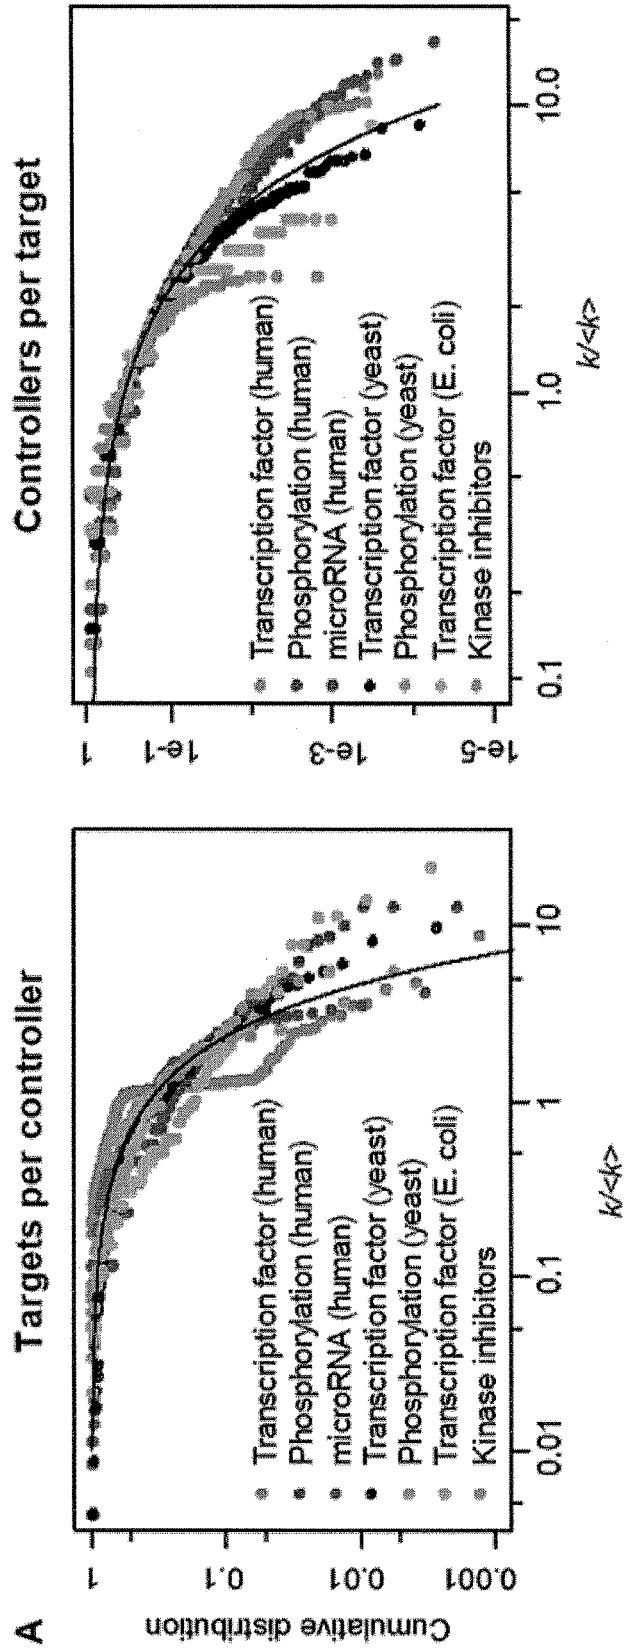 A
Targets per controller
Cumulative distribution
1
0.1
0.01
0.001
Transcription factor (human)
Phosphorylation (human)
microRNA (human)
Transcription factor (yeast)
Phosphorylation (yeast)
Transcription factor (E. coli)
Kinase inhibitors
0.01
0.1
1
10
k/<k>
Controllers per target
1
1e-1
1e-3
1e-5
Transcription factor (human)
Phosphorylation (human)
microRNA (human)
Transcription factor (yeast)
Phosphorylation (yeast)
Transcription factor (E. coli)
Kinase inhibitors
0.1
1.0
10.0
k/<k>